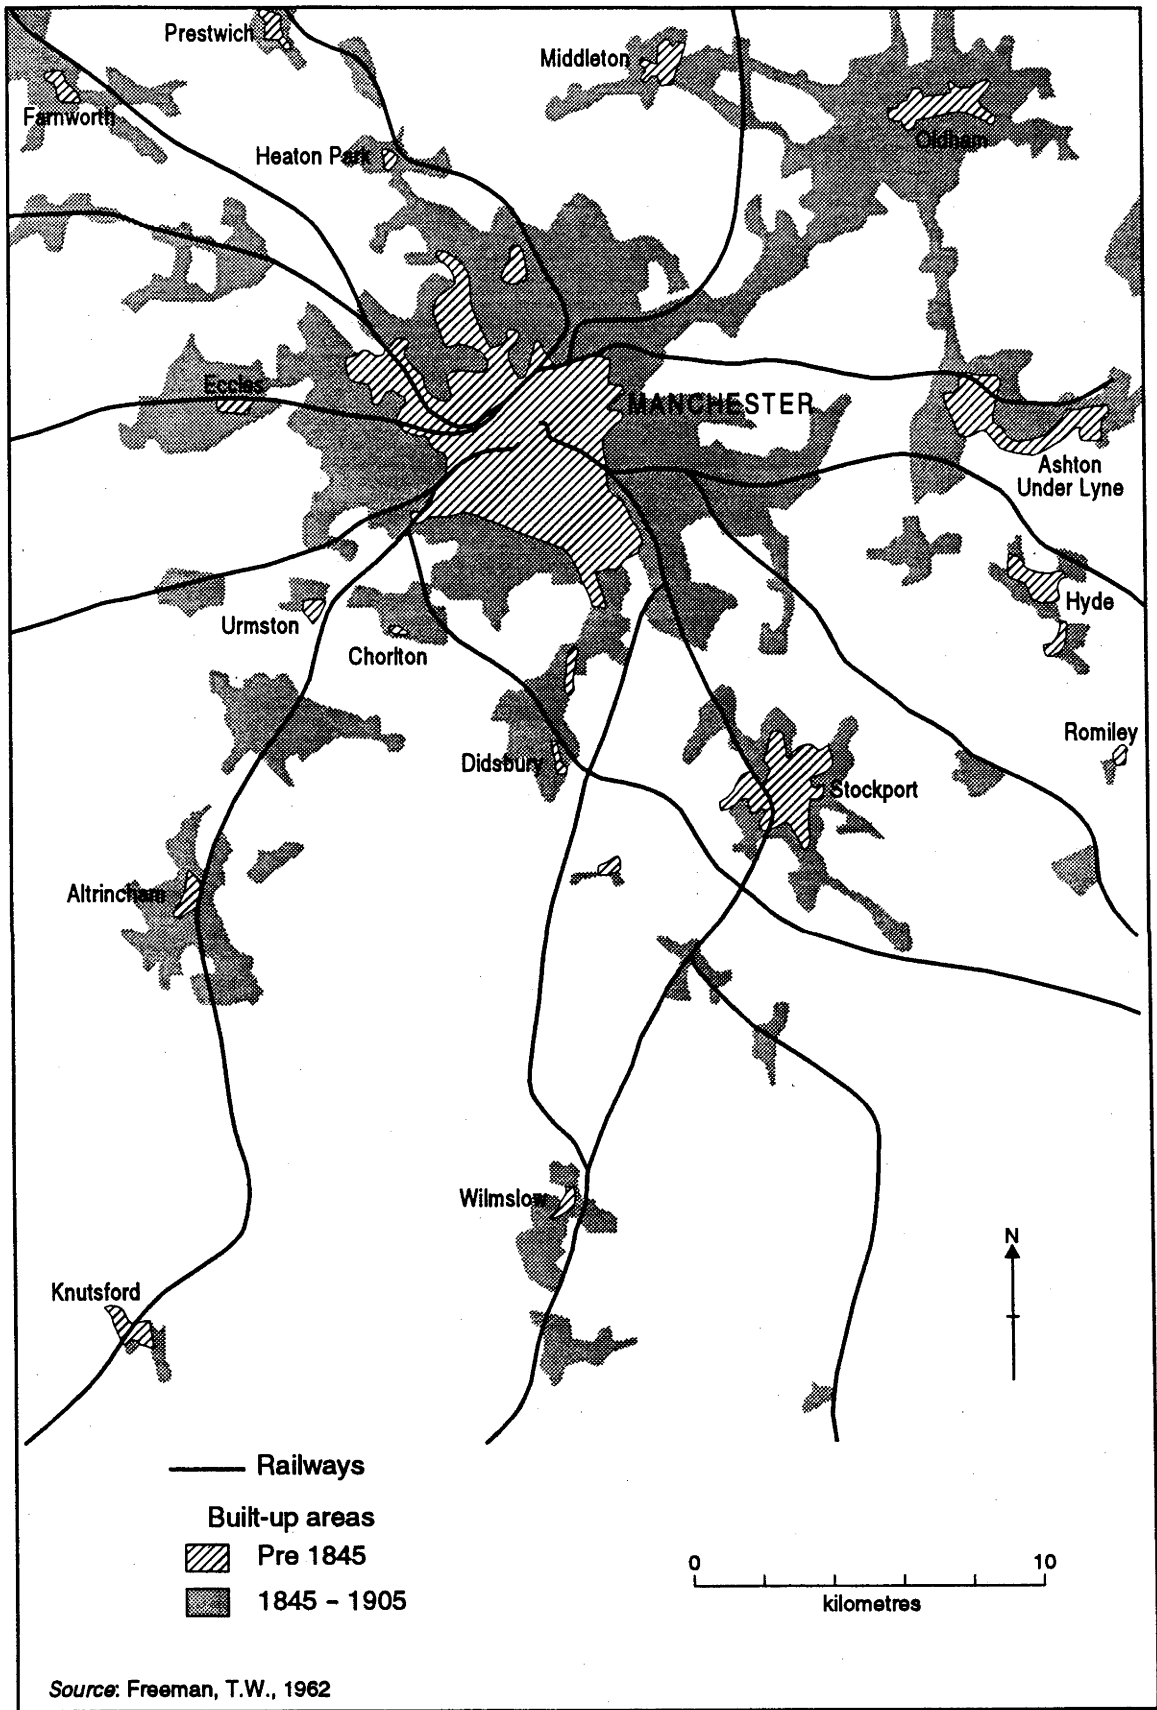 Prestwich
Middleton
Farnworth
Oldham
Heaton Park
Eccles
MANCHESTER
Ashton
Under Lyne
Hyde
Urmston
Chorlton
Romiley
Didsbury
Stockport
Altrincham
Wilmslow
N
Knutsford
Railways
Built-up areas
Pre 1845
1845 - 1905
0 10
kilometres
Source: Freeman, T.W., 1962